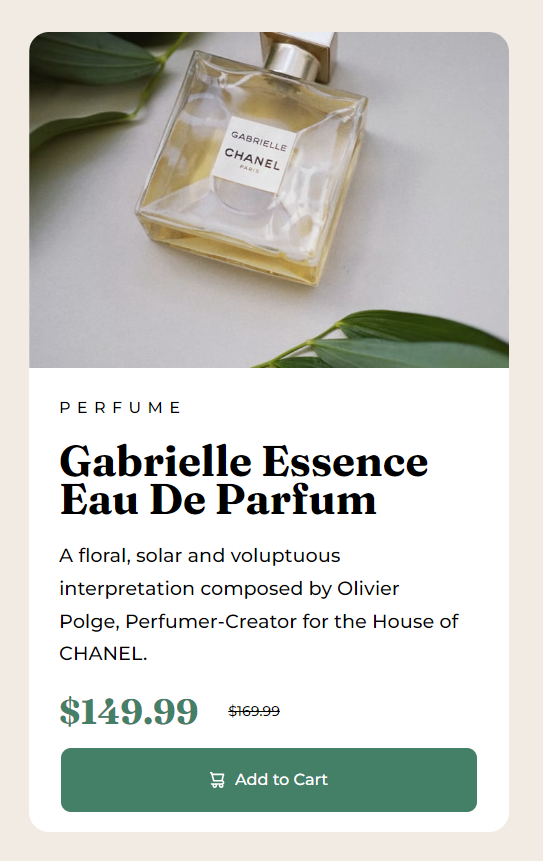 GABRIELLE
CHANEL
PARIS
PERFUME
Gabrielle Essence
Eau De Parfum
A floral, solar and voluptuous
interpretation composed by Olivier
Polge, Perfumer-Creator for the House of
CHANEL.
$149.99 $169.99
Add to Cart